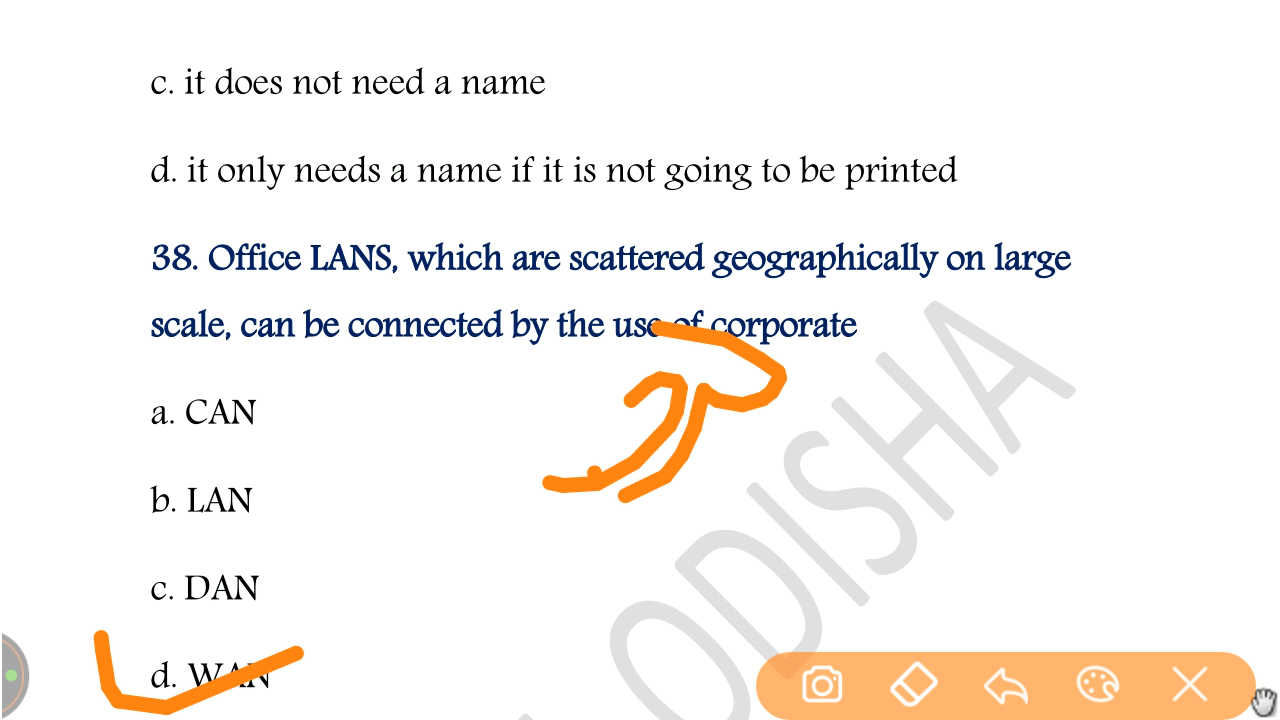 c. it does not need a name
d. it only needs a name if it is not going to be printed
38. Office LANS, which are scattered geographically on large
scale, can be connected by the use of corporate
a. CAN
b. LAN
c. DAN
d. WAN
ODISHA